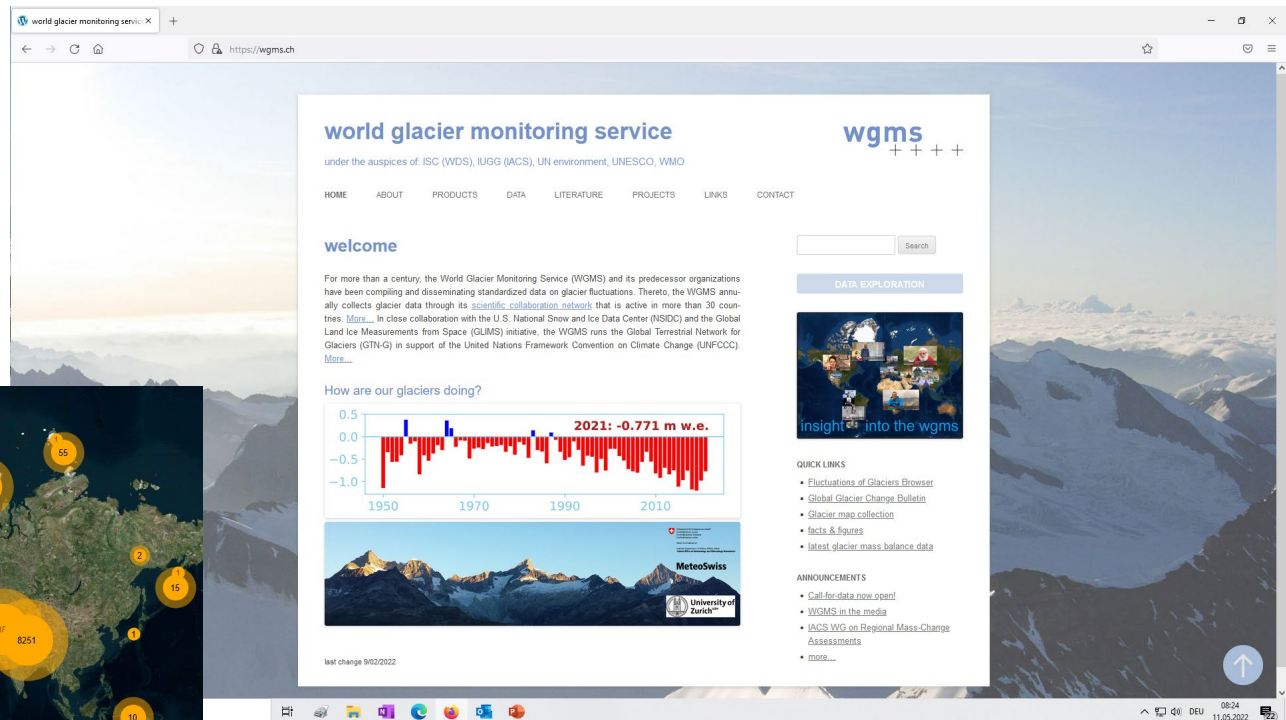 world glacier monitoring servic
https://wgms.ch
world glacier monitoring service
wgms
under the auspices of: ISC (WDS), IUGG (IACS), UN environment, UNESCO, WMO
HOME ABOUT PRODUCTS DATA LITERATURE PROJECTS LINKS CONTACT
welcome
Search
For more than a century, the World Glacier Monitoring Service (WGMS) and its predecessor organizations
have been compiling and disseminating standardized data on glacier fluctuations. Thereto, the WGMS annu-
ally collects glacier data through its scientific collaboration network that is active in more than 30 coun-
tries. More... In close collaboration with the U.S. National Snow and Ice Data Center (NSIDC) and the Global
Land Ice Measurements from Space (GLIMS) initiative, the WGMS runs the Global Terrestrial Network for
Glaciers (GTN-G) in support of the United Nations Framework Convention on Climate Change (UNFCCC).
More...
DATA EXPLORATION
insight into the wgms
How are our glaciers doing?
2021: -0.771 m w.e.
0.5
0.0
−0.5
−1.0
1950 1970 1990 2010
MeteoSwiss
University of
Zurich
QUICK LINKS
Fluctuations of Glaciers Browser
Global Glacier Change Bulletin
Glacier map collection
facts & figures
latest glacier mass balance data
ANNOUNCEMENTS
Call-for-data now open!
WGMS in the media
IACS WG on Regional Mass-Change
Assessments
more...
last change 9/02/2022
1
55
2
1
15
1
8251
10
DEU
08:24
11.05.2022
22